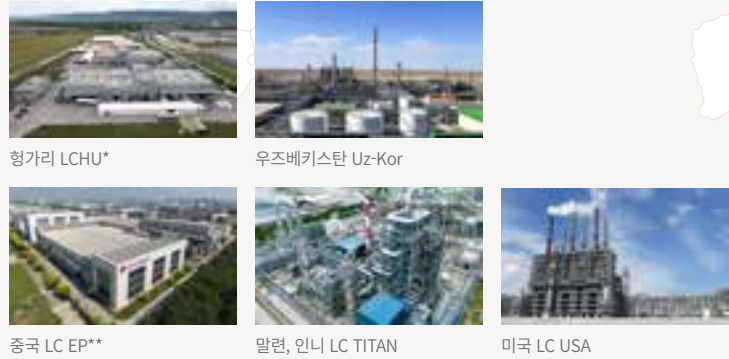 헝가리 LCHU*
우즈베키스탄 Uz-Kor
중국 LC EP**
말련, 인니 LC TITAN
미국 LC USA